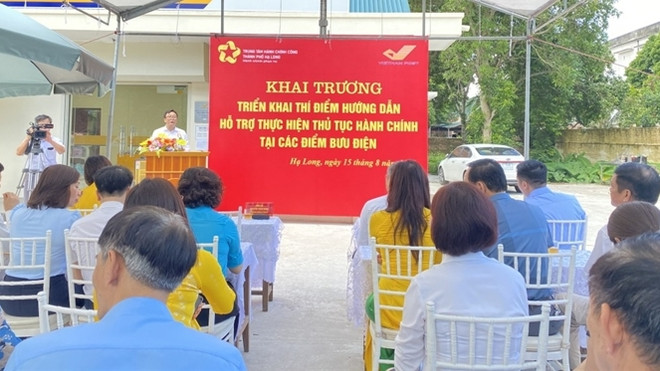 TRUNG TÂM HÀNH CHÍNH CÔNG
THÀNH PHỐ HẠ LONG
VIETNAM POST
KHAI TRƯƠNG
TRIỂN KHAI THÍ ĐIỂM HƯỚNG DẪN
HỖ TRỢ THỰC HIỆN THỦ TỤC HÀNH CHÍNH
TẠI CÁC ĐIỂM BƯU ĐIỆN
Hạ Long, ngày 15 tháng 8